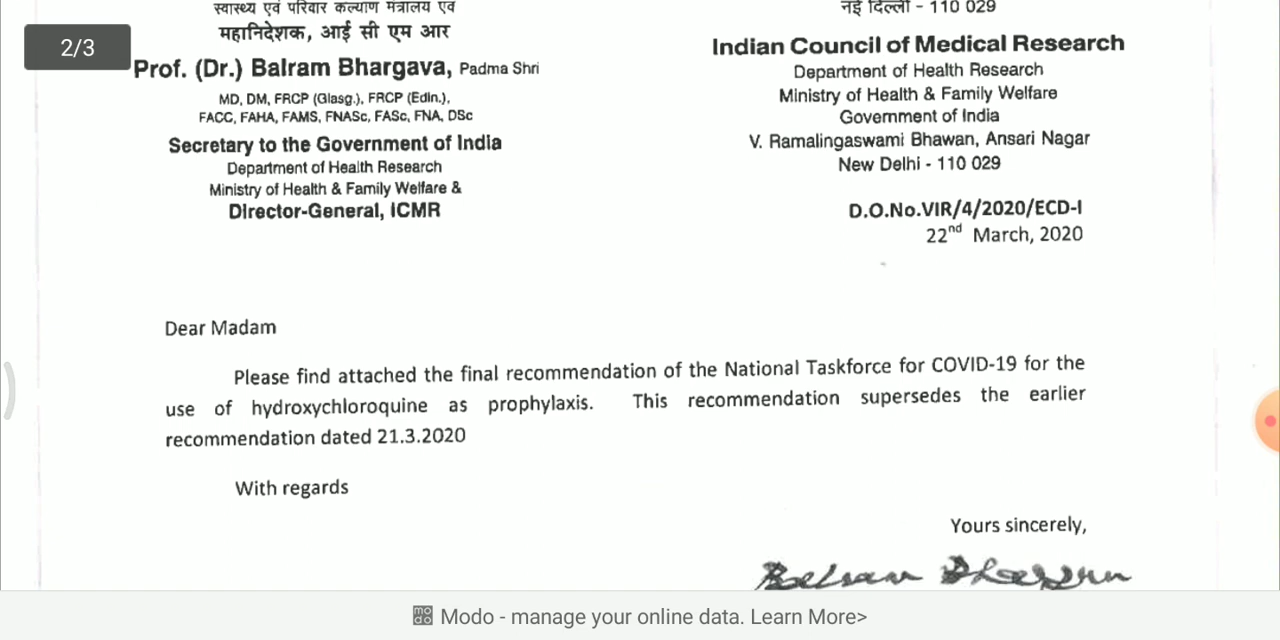 स्वास्थ्य एवं परिवार कल्याण मंत्रालय एवं
महानिदेशक, आई सी एम आर
Prof. (Dr.) Balram Bhargava, Padma Shri
MD, DM, FRCP (Glasg.), FRCP (Edin.),
FACC, FAHA, FAMS, FNASc, FASc, FNA, DSc
Secretary to the Government of India
Department of Health Research
Ministry of Health & Family Welfare &
Director-General, ICMR
नई दिल्ली - 110 029
Indian Council of Medical Research
Department of Health Research
Ministry of Health & Family Welfare
Government of India
V. Ramalingaswami Bhawan, Ansari Nagar
New Delhi - 110 029
D.O.No.VIR/4/2020/ECD-I
22nd March, 2020
2/3
Dear Madam
Please find attached the final recommendation of the National Taskforce for COVID-19 for the
use of hydroxychloroquine as prophylaxis. This recommendation supersedes the earlier
recommendation dated 21.3.2020
With regards
Yours sincerely,
Balram Bhargava
modo Modo - manage your online data. Learn More>